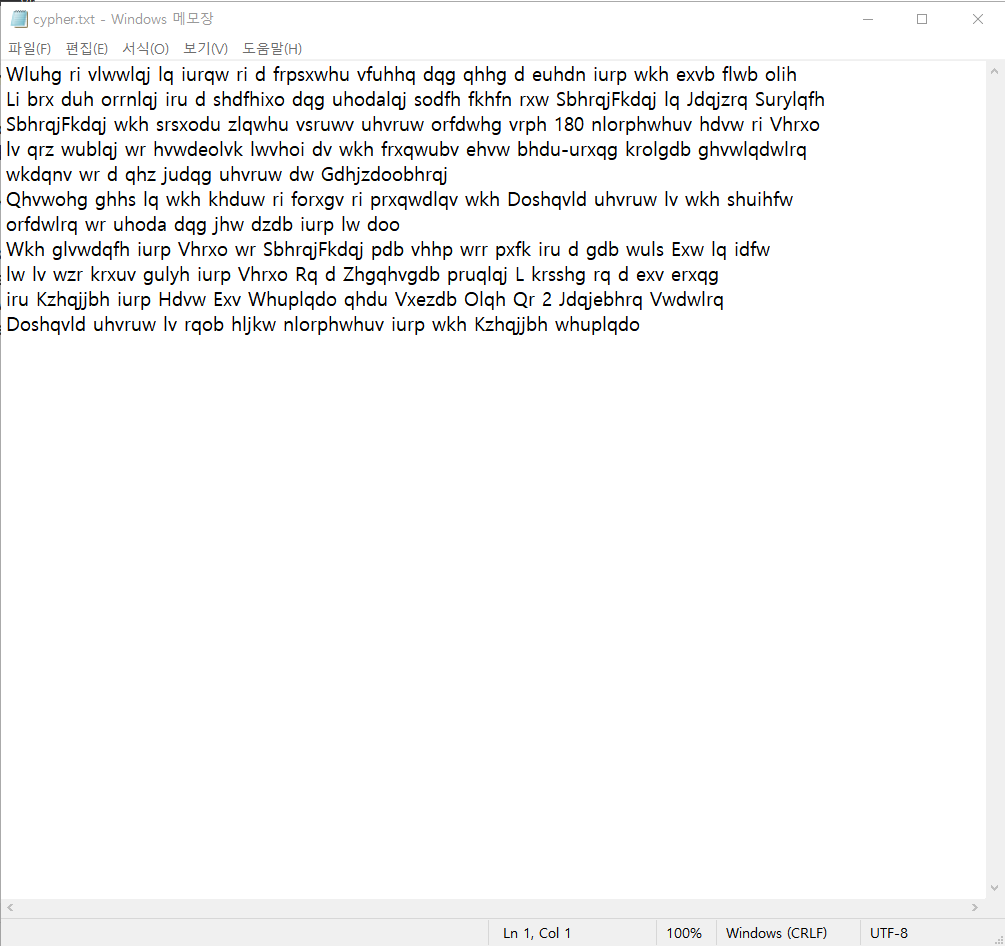 cypher.txt - Windows 메모장
파일(F) 편집(E) 서식(O) 보기(V) 도움말(H)
Wluhg ri vlwwlqj lq iurqw ri d frpsxwhu vfuhhq dqg qhhg d euhdn iurp wkh exvb flwb olih
Li brx duh orrnlqj iru d shdfhixo dqg uhodalqj sodfh fkhfn rxw SbhrqjFkdqj lq Jdqjzrq Surylqfh
SbhrqjFkdqj wkh srsxodu zlqwhu vsruwv uhvruw orfdwhg vrph 180 nlorphwhuv hdvw ri Vhrxo
lv qrz wublqj wr hvwdeolvk lwvhoi dv wkh frxqwubv ehvw bhdu-urxqg krolgdb ghvwlqdwlrq
wkdqnv wr d qhz judqg uhvruw dw Gdhjzdoobhrqj
Qhvwohg ghhs lq wkh khduw ri forxgv ri prxqwdlqv wkh Doshqvld uhvruw lv wkh shuihfw
orfdwlrq wr uhoda dqg jhw dzdb iurp lw doo
Wkh glvwdqfh iurp Vhrxo wr SbhrqjFkdqj pdb vhhp wrr pxfk iru d gdb wuls Exw lq idfw
lw lv wzr krxuv gulyh iurp Vhrxo Rq d Zhgqhvgdb pruqlqj L krsshg rq d exv erxqg
iru Kzhqjjbh iurp Hdvw Exv Whuplqdo qhdu Vxezdb Olqh Qr 2 Jdqjebhrq Vwdwlrq
Doshqvld uhvruw lv rqob hljkw nlorphwhuv iurp wkh Kzhqjjbh whuplqdo
Ln 1, Col 1 100% Windows (CRLF) UTF-8